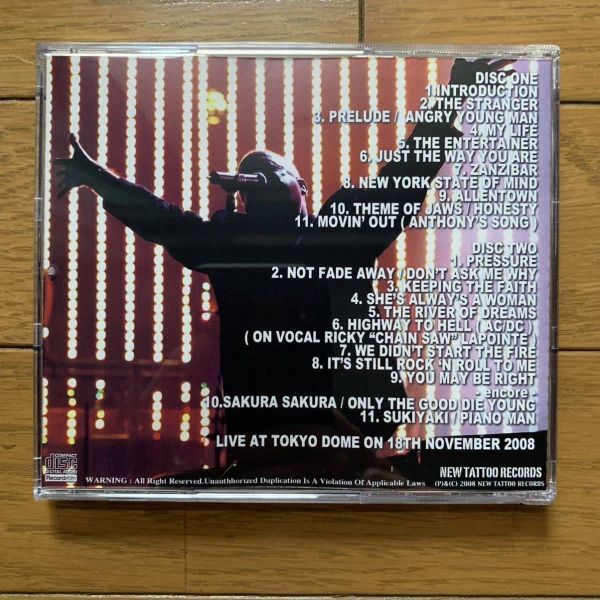 DISC ONE
1.INTRODUCTION
2. THE STRANGER
3. PRELUDE / ANGRY YOUNG MAN
4. MY LIFE
5. THE ENTERTAINER
6. JUST THE WAY YOU ARE
7. ZANZIBAR
8. NEW YORK STATE OF MIND
9. ALLENTOWN
10. THEME OF JAWS / HONESTY
11. MOVIN' OUT ( ANTHONY'S SONG )
DISC TWO
1. PRESSURE
2. NOT FADE AWAY / DON'T ASK ME WHY
3. KEEPING THE FAITH
4. SHE'S ALWAY'S A WOMAN
5. THE RIVER OF DREAMS
6. HIGHWAY TO HELL ( AC/DC )
( ON VOCAL RICKY "CHAIN SAW" LAPOINTE )
7. WE DIDN'T START THE FIRE
8. IT'S STILL ROCK 'N ROLL TO ME
9. YOU MAY BE RIGHT
- encore -
10.SAKURA SAKURA / ONLY THE GOOD DIE YOUNG
11. SUKIYAKI / PIANO MAN
LIVE AT TOKYO DOME ON 18TH NOVEMBER 2008
COMPACT
disc
DIGITAL AUDIO
Recordable
NEW TATTOO RECORDS
WARNING : All Right Reserved.Unauthhorized Duplication Is A Violation Of Applicable Laws
(P)&(C) 2008 NEW TATTOO RECORDS